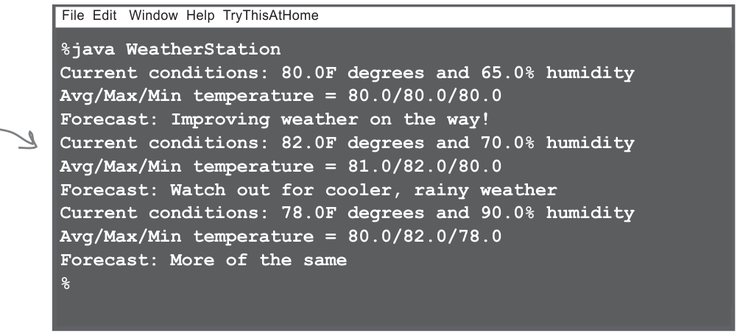 File Edit Window Help TryThisAtHome
%java WeatherStation
Current conditions: 80.0F degrees and 65.0% humidity
Avg/Max/Min temperature = 80.0/80.0/80.0
Forecast: Improving weather on the way!
Current conditions: 82.0F degrees and 70.0% humidity
Avg/Max/Min temperature = 81.0/82.0/80.0
Forecast: Watch out for cooler, rainy weather
Current conditions: 78.0F degrees and 90.0% humidity
Avg/Max/Min temperature = 80.0/82.0/78.0
Forecast: More of the same
%